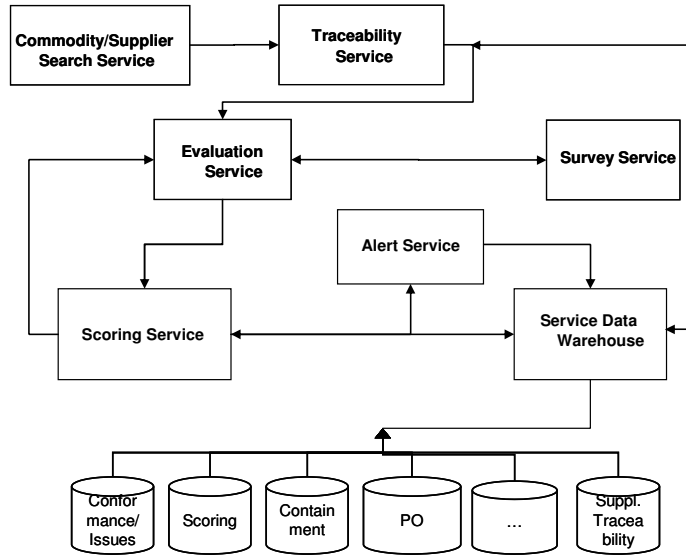 Commodity/Supplier
Search Service
Traceability
Service
Evaluation
Service
Survey Service
Alert Service
Scoring Service
Service Data
Warehouse
Confor
mance/
Issues
Scoring
Contain
ment
PO
...
Suppl.
Tracea
bility